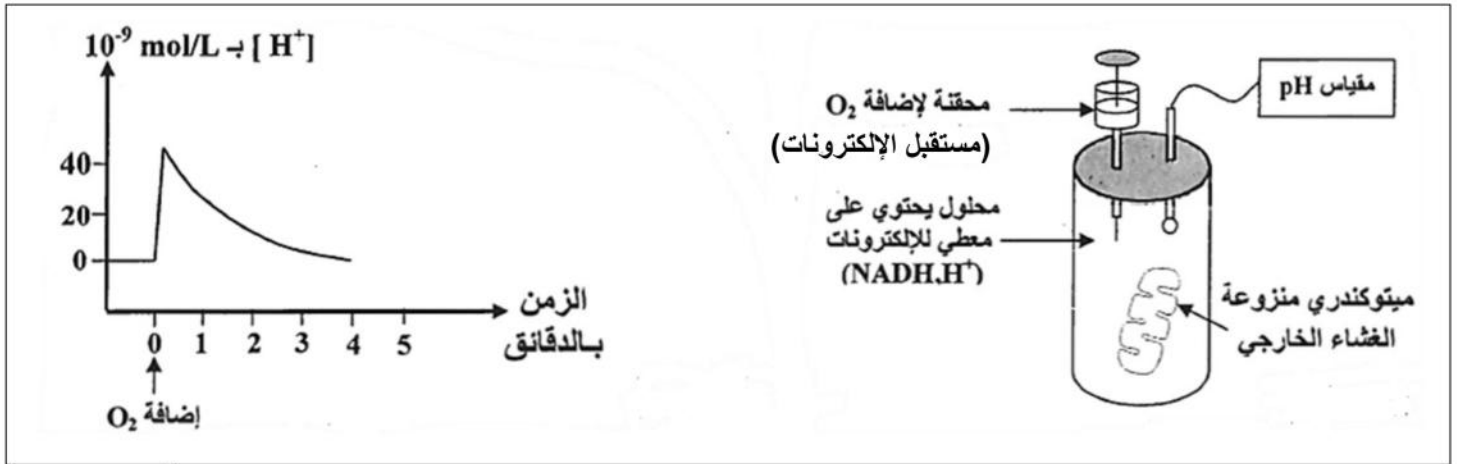 [ H⁺] بـ 10⁻⁹ mol/L
40
20
0
0 1 2 3 4 5
الزمن
بالدقائق
إضافة O₂
مقياس pH
محقنة لإضافة O₂
(مستقبل الإلكترونات)
محلول يحتوي على
معطي للإلكترونات
(NADH,H⁺)
ميتوكندري منزوعة
الغشاء الخارجي